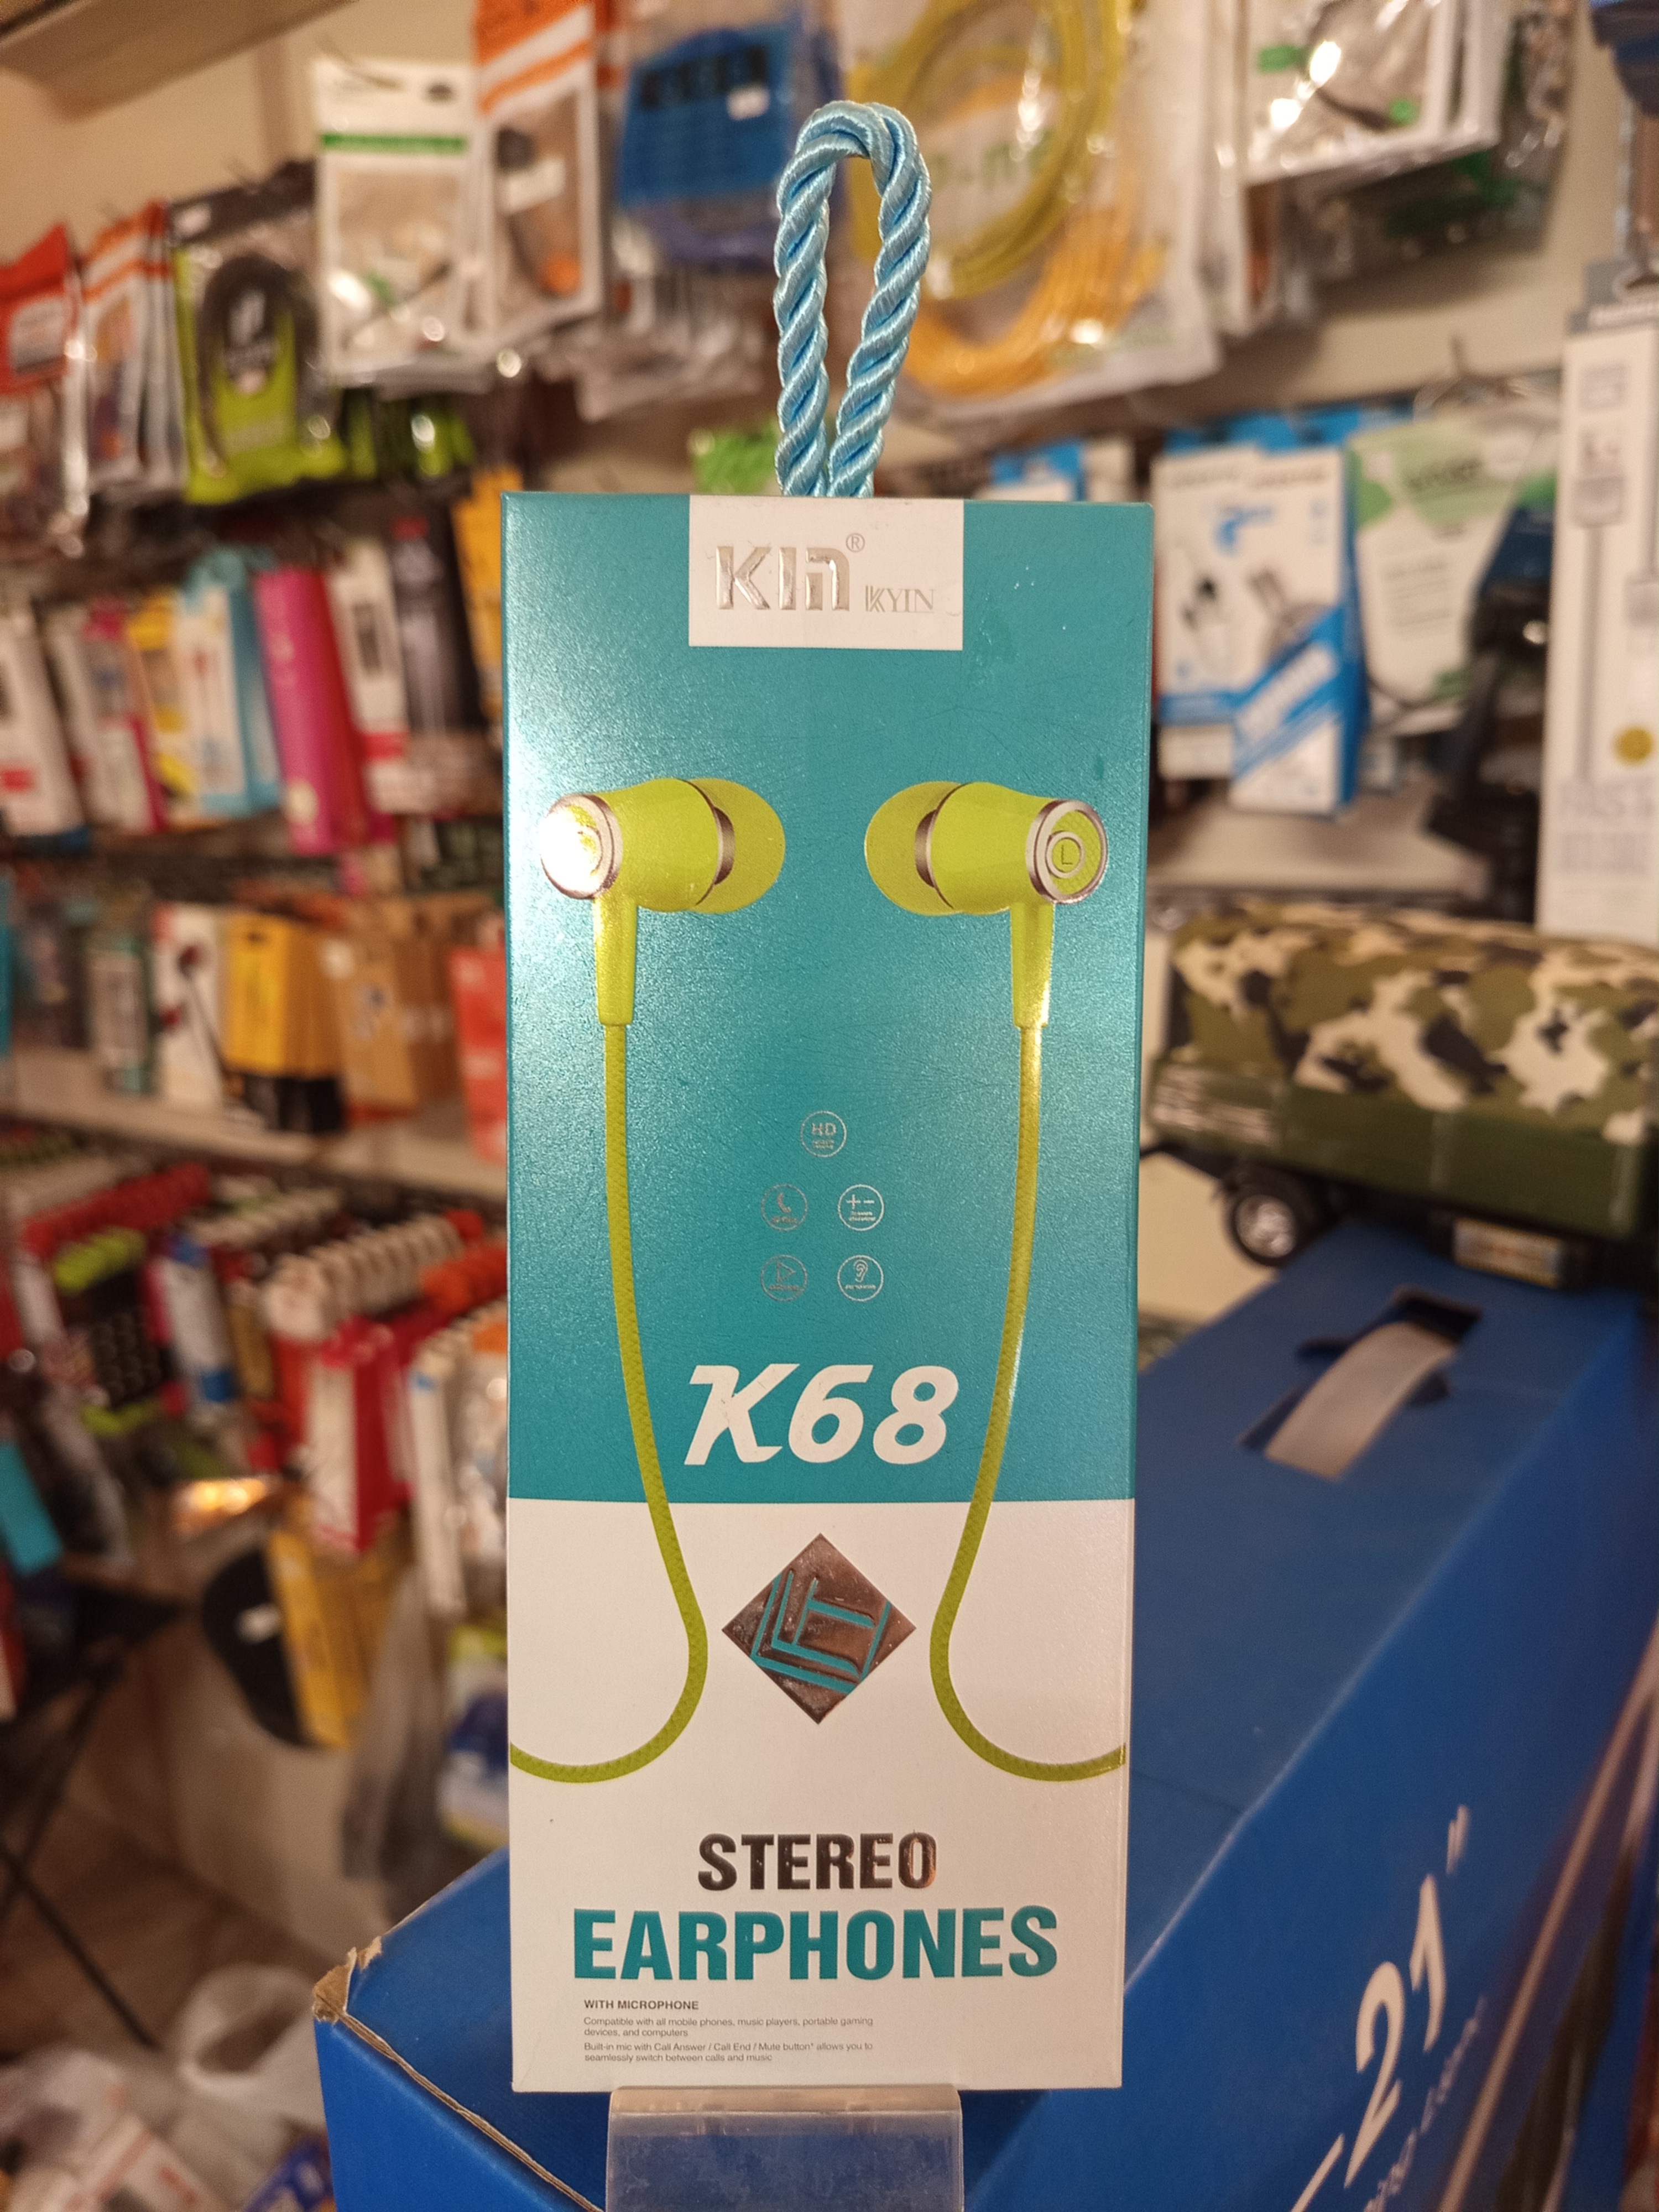 KIN® KYIN
L
HD
K68
STEREO
EARPHONES
WITH MICROPHONE
Compatible with all mobile phones, music players, portable gaming
devices, and computers
Built-in mic with Call Answer / Call End / Mute button* allows you to
seamlessly switch between calls and music
21"